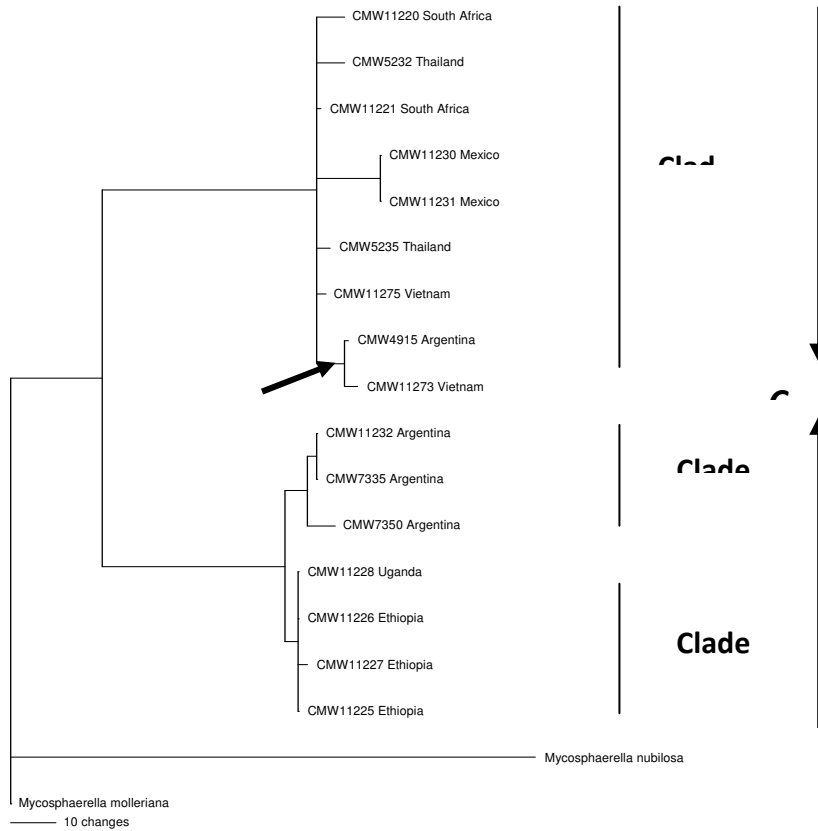 CMW11220 South Africa
CMW5232 Thailand
CMW11221 South Africa
CMW11230 Mexico
CMW11231 Mexico
CMW5235 Thailand
CMW11275 Vietnam
CMW4915 Argentina
CMW11273 Vietnam
CMW11232 Argentina
CMW7335 Argentina
Clade
CMW7350 Argentina
CMW11228 Uganda
CMW11226 Ethiopia
Clade
CMW11227 Ethiopia
CMW11225 Ethiopia
Mycosphaerella nubilosa
Mycosphaerella molleriana
10 changes